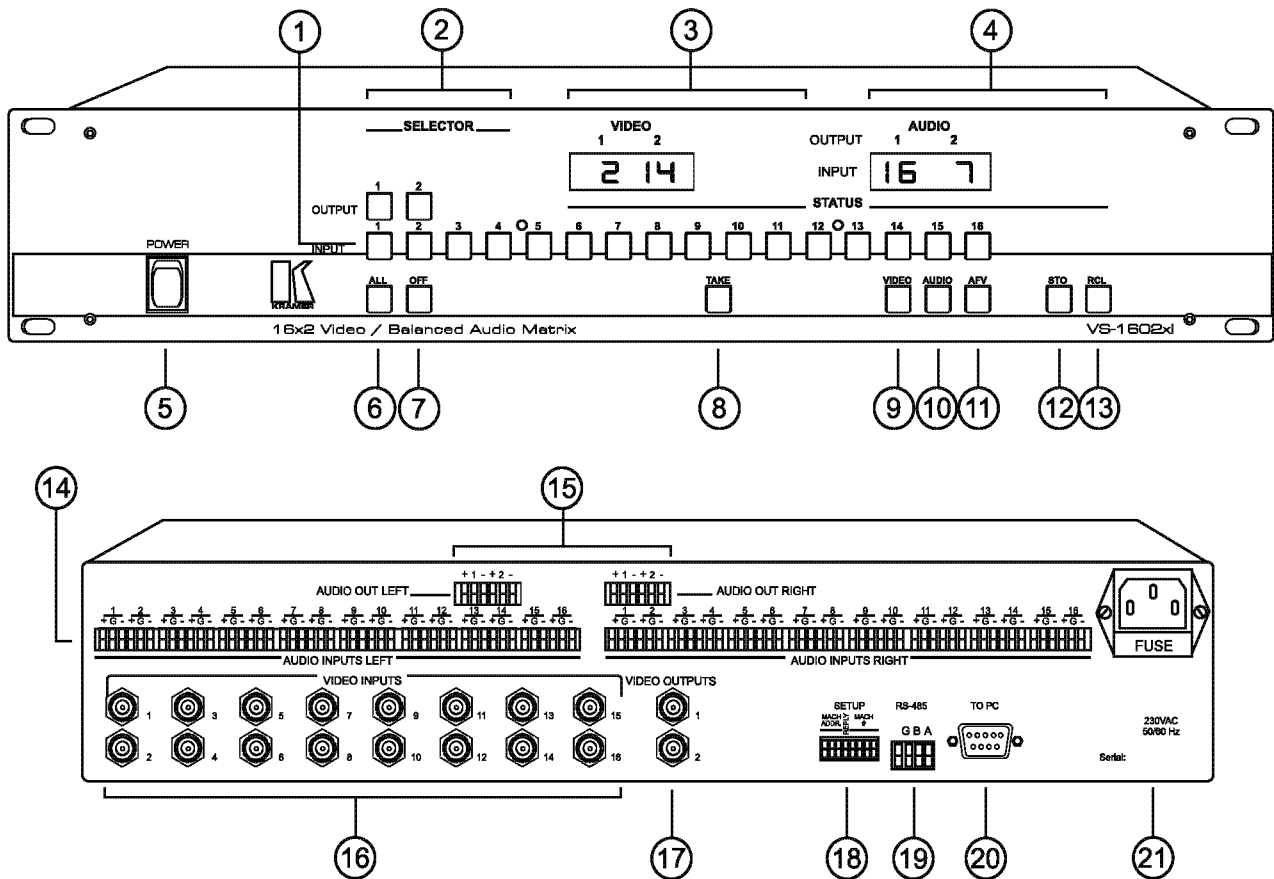 1 2 3 4
SELECTOR VIDEO AUDIO
1 2 OUTPUT 1 2
2 14 INPUT 16 7
STATUS
1 2
OUTPUT
1 2 3 4 5 6 7 8 9 10 11 12 13 14 15 16
INPUT
POWER
ALL OFF TAKE VIDEO AUDIO AFV STO RCL
KRAMER
16x2 Video / Balanced Audio Matrix VS-1602xl
5 6 7 8 9 10 11 12 13
14 15
+ 1 - + 2 - + 1 - + 2 -
AUDIO OUT LEFT AUDIO OUT RIGHT
1 2 3 4 5 6 7 8 9 10 11 12 13 14 15 16 1 2 3 4 5 6 7 8 9 10 11 12 13 14 15 16
+G- +G- +G- +G- +G- +G- +G- +G- +G- +G- +G- +G- +G- +G- +G- +G-
AUDIO INPUTS LEFT AUDIO INPUTS RIGHT
FUSE
VIDEO INPUTS VIDEO OUTPUTS
1 3 5 7 9 11 13 15 1
2 4 6 8 10 12 14 16 2
SETUP RS-485 TO PC
MACH ADDR. REPLY MACH #
G B A
230VAC
50/60 Hz
Serial:
16 17 18 19 20 21